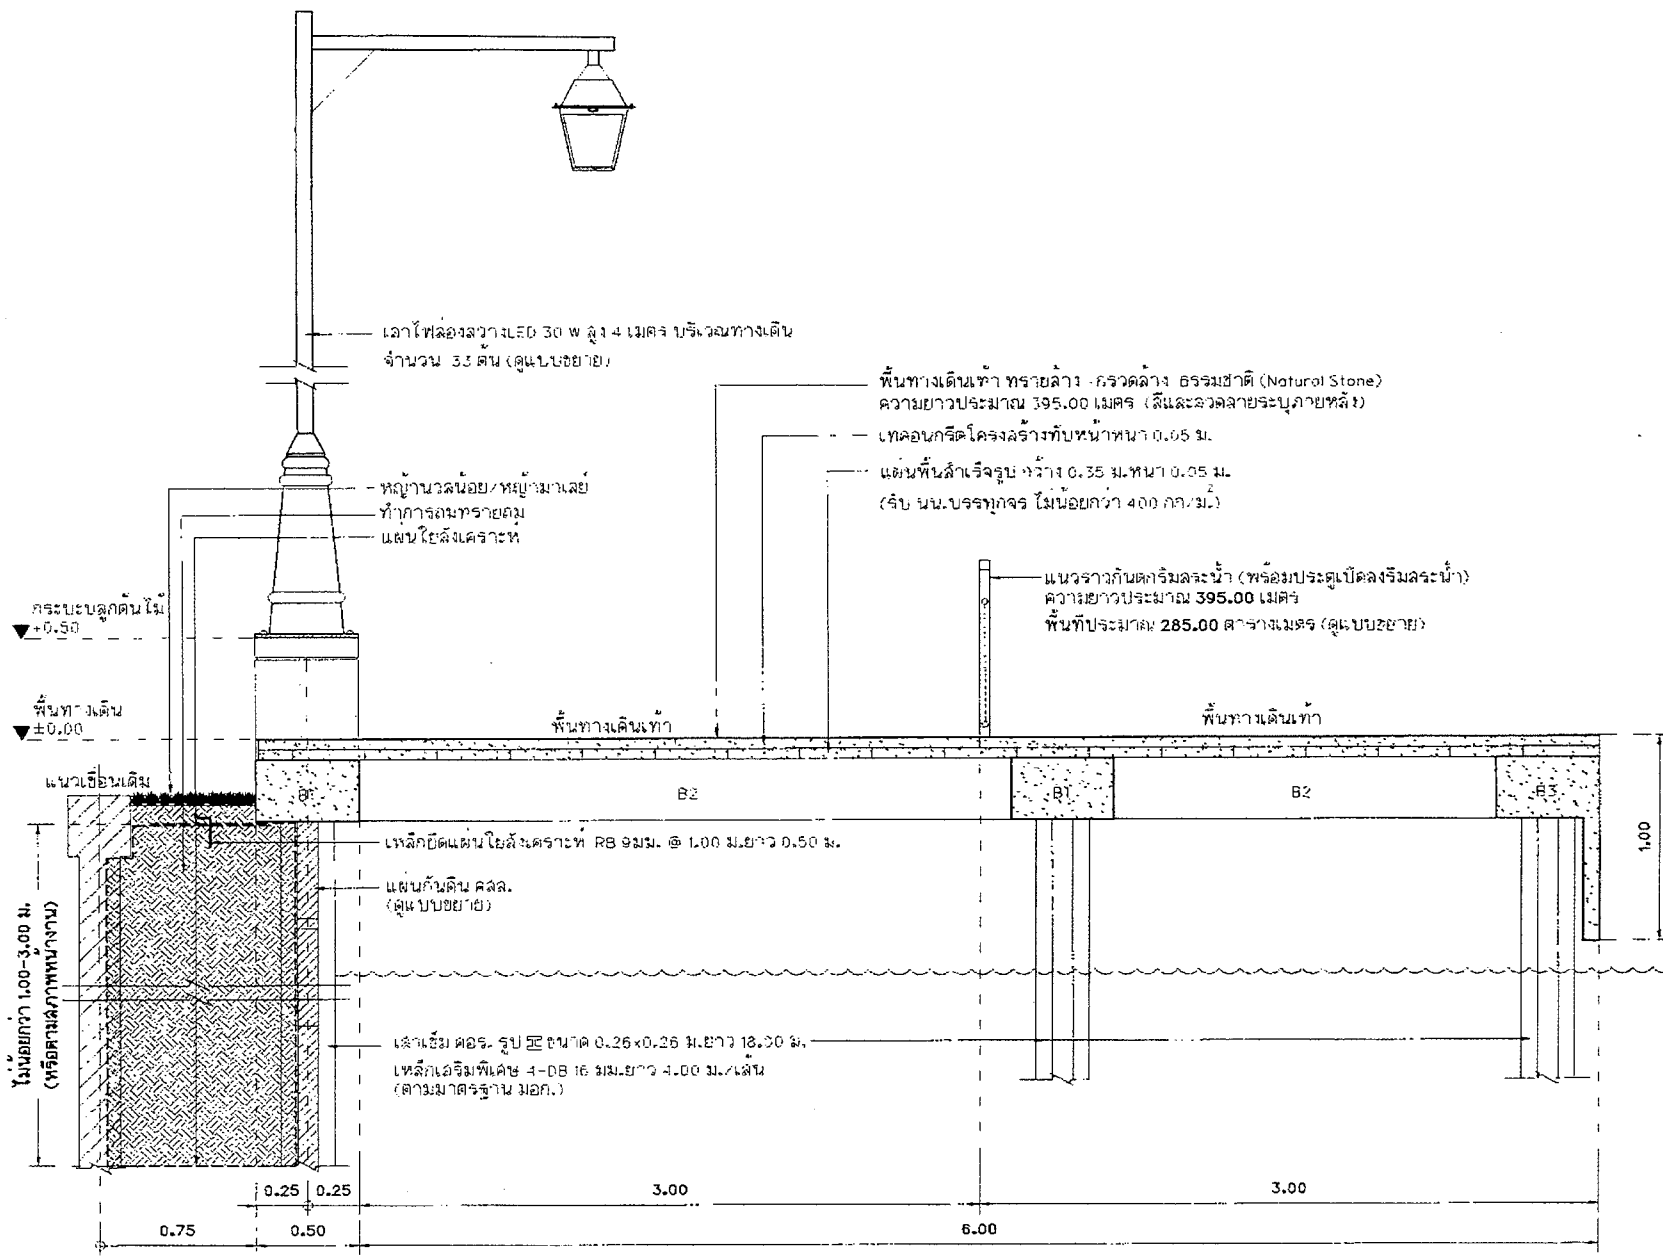 เสาไฟส่องสว่างLED 30 W สูง 4 เมตร บริเวณทางเดิน
จำนวน 33 ต้น (ดูแบบขยาย)
พื้นทางเดินเท้า ทรายล้าง -กรวดล้าง ธรรมชาติ (Natural Stone)
ความยาวประมาณ 395.00 เมตร (สีและลวดลายระบุภายหลัง)
เทคอนกรีตโครงสร้างทับหน้าหนา 0.05 ม.
แผ่นพื้นสำเร็จรูป กว้าง 0.35 ม.หนา 0.05 ม.
(รับ นน.บรรทุกจร ไม่น้อยกว่า 400 กก/ม.²)
หญ้านวลน้อย/หญ้ามาเลย์
ทำการถมทรายถม
แผ่นใยสังเคราะห์
แนวราวกันตกริมสระน้ำ (พร้อมประตูเปิดลงริมสระน้ำ)
ความยาวประมาณ 395.00 เมตร
พื้นที่ประมาณ 285.00 ตารางเมตร (ดูแบบขยาย)
กระบะปลูกต้นไม้
+0.50
พื้นทางเดิน
±0.00
พื้นทางเดินเท้า
พื้นทางเดินเท้า
แนวเขื่อนเดิม
B1
B2
B1
B2
B3
1.00
เหล็กยึดแผ่นใยสังเคราะห์ RB 9มม. @ 1.00 ม.ยาว 0.50 ม.
แผ่นกันดิน คสล.
(ดูแบบขยาย)
ไม่น้อยกว่า 1.00-3.00 ม.
(หรือตามสภาพหน้างาน)
เสาเข็ม คอร. รูป ขนาด 0.26x0.26 ม.ยาว 18.00 ม.
เหล็กเสริมพิเศษ 4-DB 16 มม.ยาว 4.00 ม./เส้น
(ตามมาตรฐาน มอก.)
0.25 0.25 3.00 3.00
0.75 0.50 6.00